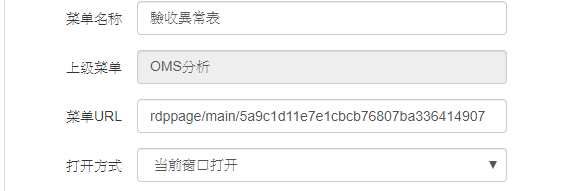 菜单名称 驗收異常表
上级菜单 OMS分析
菜单URL rdppage/main/5a9c1d11e7e1cbcb76807ba336414907
打开方式 当前窗口打开